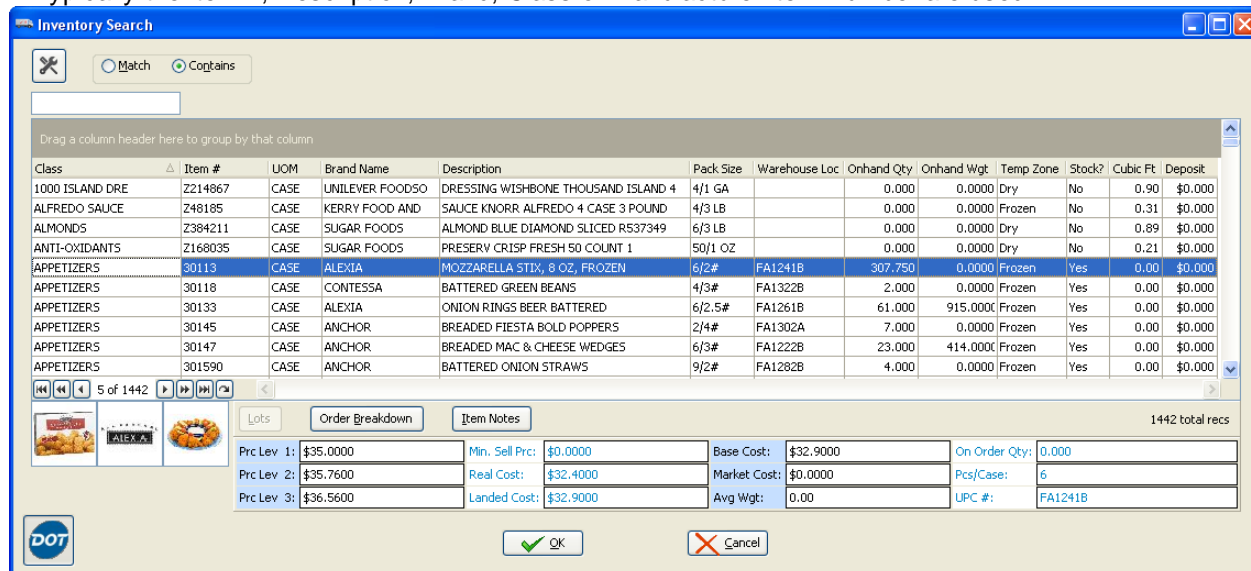 Inventory Search
Match Contains
Drag a column header here to group by that column
Class Item # UOM Brand Name Description Pack Size Warehouse Loc Onhand Qty Onhand Wgt Temp Zone Stock? Cubic Ft Deposit
1000 ISLAND DRE Z214867 CASE UNILEVER FOODSO DRESSING WISHBONE THOUSAND ISLAND 4 4/1 GA 0.000 0.0000 Dry No 0.90 $0.000
ALFREDO SAUCE Z48185 CASE KERRY FOOD AND SAUCE KNORR ALFREDO 4 CASE 3 POUND 4/3 LB 0.000 0.0000 Frozen No 0.31 $0.000
ALMONDS Z384211 CASE SUGAR FOODS ALMOND BLUE DIAMOND SLICED R537349 6/3 LB 0.000 0.0000 Dry No 0.89 $0.000
ANTI-OXIDANTS Z168035 CASE SUGAR FOODS PRESERV CRISP FRESH 50 COUNT 1 50/1 OZ 0.000 0.0000 Dry No 0.21 $0.000
APPETIZERS 30113 CASE ALEXIA MOZZARELLA STIX, 8 OZ, FROZEN 6/2# FA1241B 307.750 0.0000 Frozen Yes 0.00 $0.000
APPETIZERS 30118 CASE CONTESSA BATTERED GREEN BEANS 4/3# FA1322B 2.000 0.0000 Frozen Yes 0.00 $0.000
APPETIZERS 30133 CASE ALEXIA ONION RINGS BEER BATTERED 6/2.5# FA1261B 61.000 915.000 Frozen Yes 0.00 $0.000
APPETIZERS 30145 CASE ANCHOR BREADED FIESTA BOLD POPPERS 2/4# FA1302A 7.000 0.0000 Frozen Yes 0.00 $0.000
APPETIZERS 30147 CASE ANCHOR BREADED MAC & CHEESE WEDGES 6/3# FA1222B 23.000 414.000 Frozen Yes 0.00 $0.000
APPETIZERS 301590 CASE ANCHOR BATTERED ONION STRAWS 9/2# FA1282B 4.000 0.0000 Frozen Yes 0.00 $0.000
5 of 1442
ALEXA Lots Order Breakdown Item Notes 1442 total recs
Prc Lev 1: $35.0000 Min. Sell Prc: $0.0000 Base Cost: $32.9000 On Order Qty: 0.000
Prc Lev 2: $35.7600 Real Cost: $32.4000 Market Cost: $0.0000 Pcs/Case: 6
Prc Lev 3: $36.5600 Landed Cost: $32.9000 Avg Wgt: 0.00 UPC #: FA1241B
DOT OK Cancel